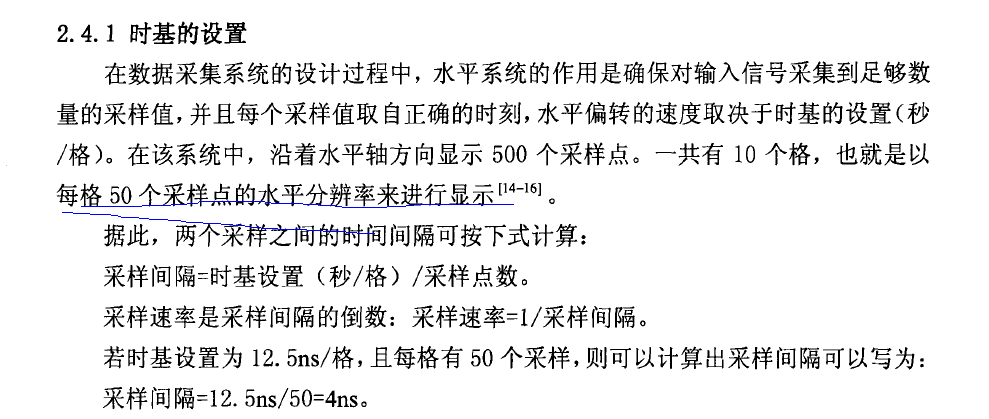 2.4.1 时基的设置
在数据采集系统的设计过程中，水平系统的作用是确保对输入信号采集到足够数
量的采样值，并且每个采样值取自正确的时刻，水平偏转的速度取决于时基的设置（秒
/格）。在该系统中，沿着水平轴方向显示 500 个采样点。一共有 10 个格，也就是以
每格 50 个采样点的水平分辨率来进行显示[14-16]。
据此，两个采样之间的时间间隔可按下式计算：
采样间隔=时基设置（秒/格）/采样点数。
采样速率是采样间隔的倒数：采样速率=1/采样间隔。
若时基设置为 12.5ns/格，且每格有 50 个采样，则可以计算出采样间隔可以写为：
采样间隔=12.5ns/50=4ns。